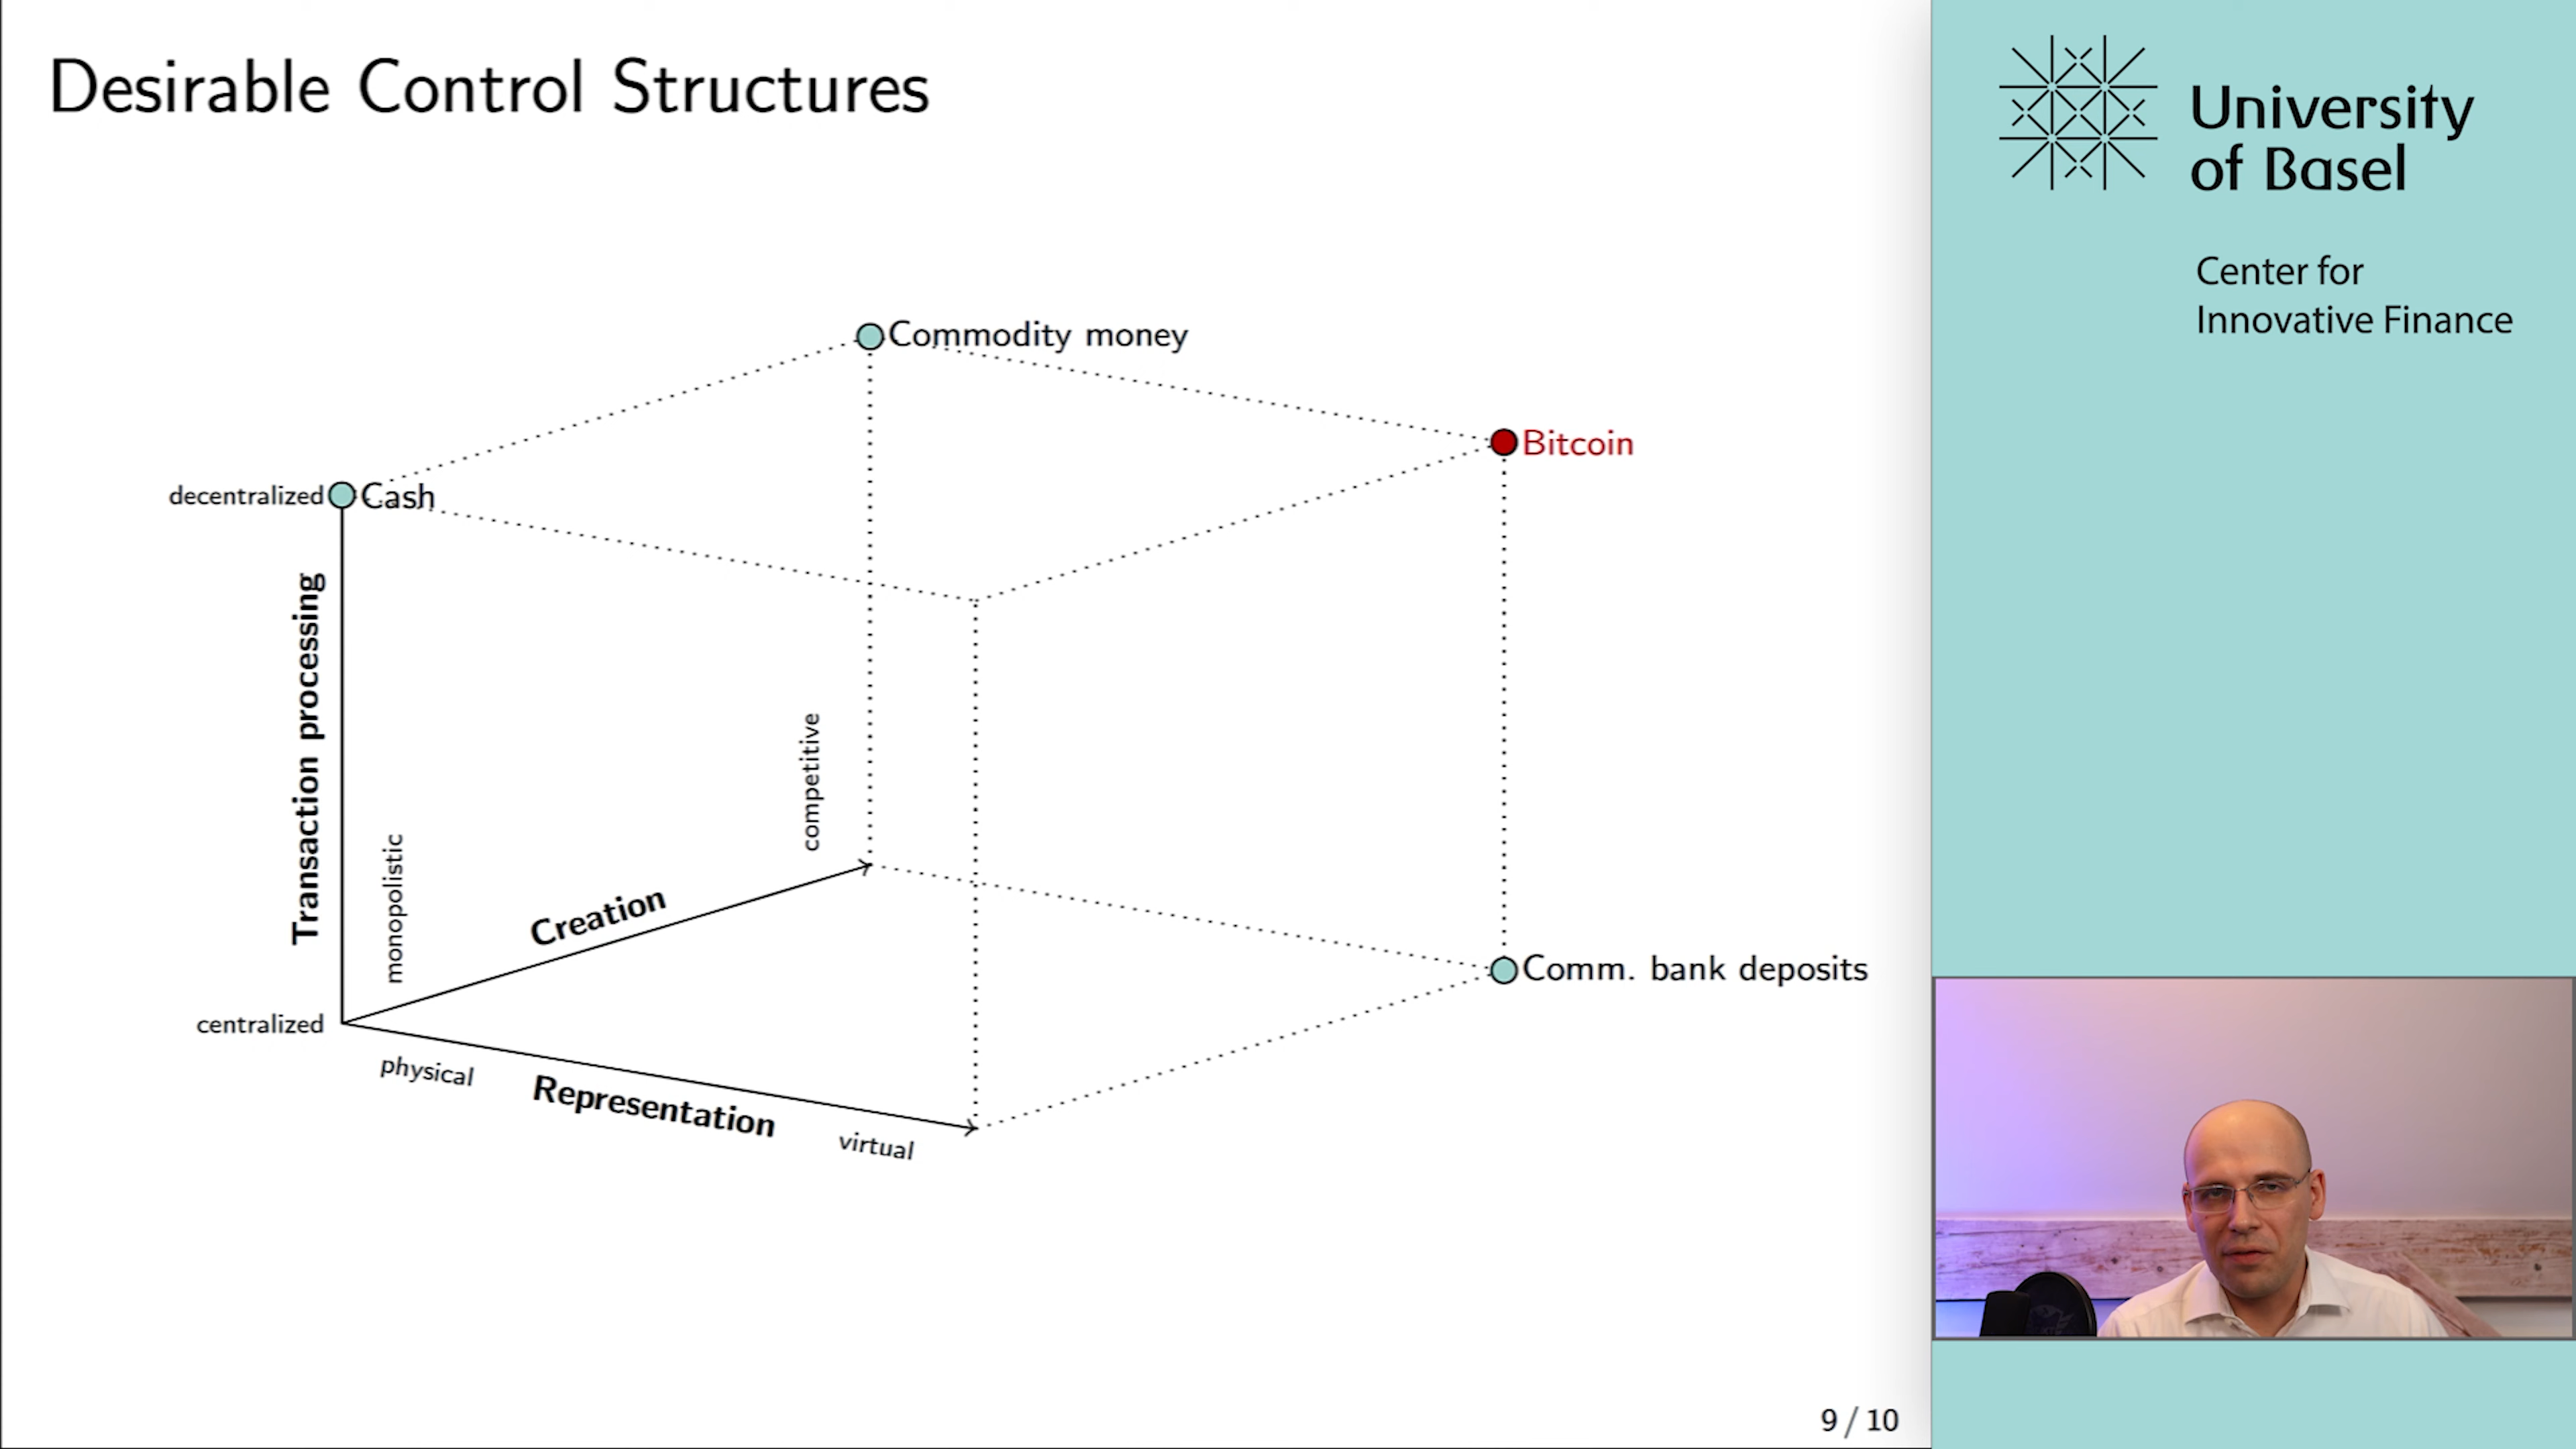 Desirable Control Structures
Commodity money
Bitcoin
decentralized
Cash
Transaction processing
competitive
monopolistic
Creation
Comm. bank deposits
centralized
physical
Representation
virtual
9 / 10
University
of Basel
Center for
Innovative Finance